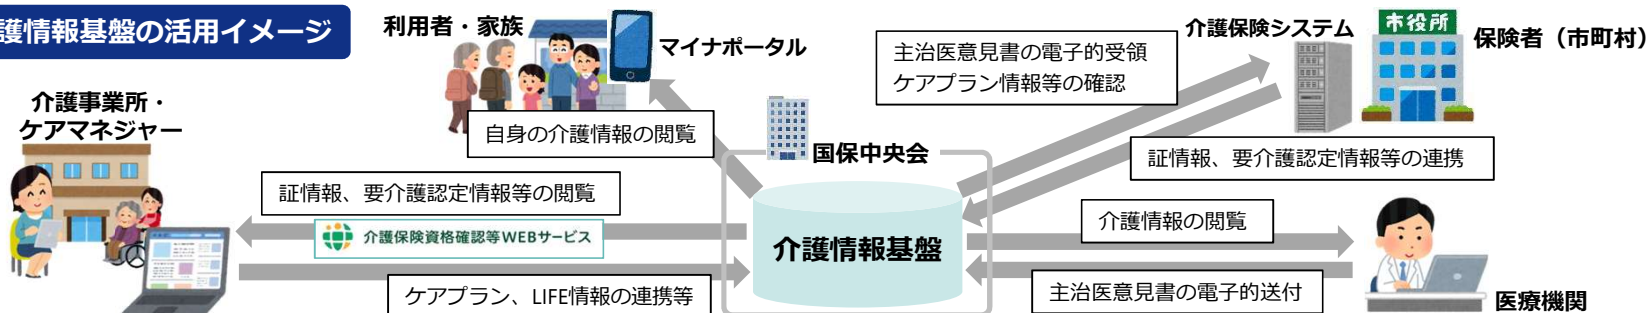 護情報基盤の活用イメージ
利用者・家族
マイナポータル
自身の介護情報の閲覧
介護事業所・
ケアマネジャー
証情報、要介護認定情報等の閲覧
介護保険資格確認等WEBサービス
ケアプラン、LIFE情報の連携等
国保中央会
介護情報基盤
主治医意見書の電子的受領
ケアプラン情報等の確認
介護保険システム
市役所
保険者（市町村）
証情報、要介護認定情報等の連携
介護情報の閲覧
主治医意見書の電子的送付
医療機関